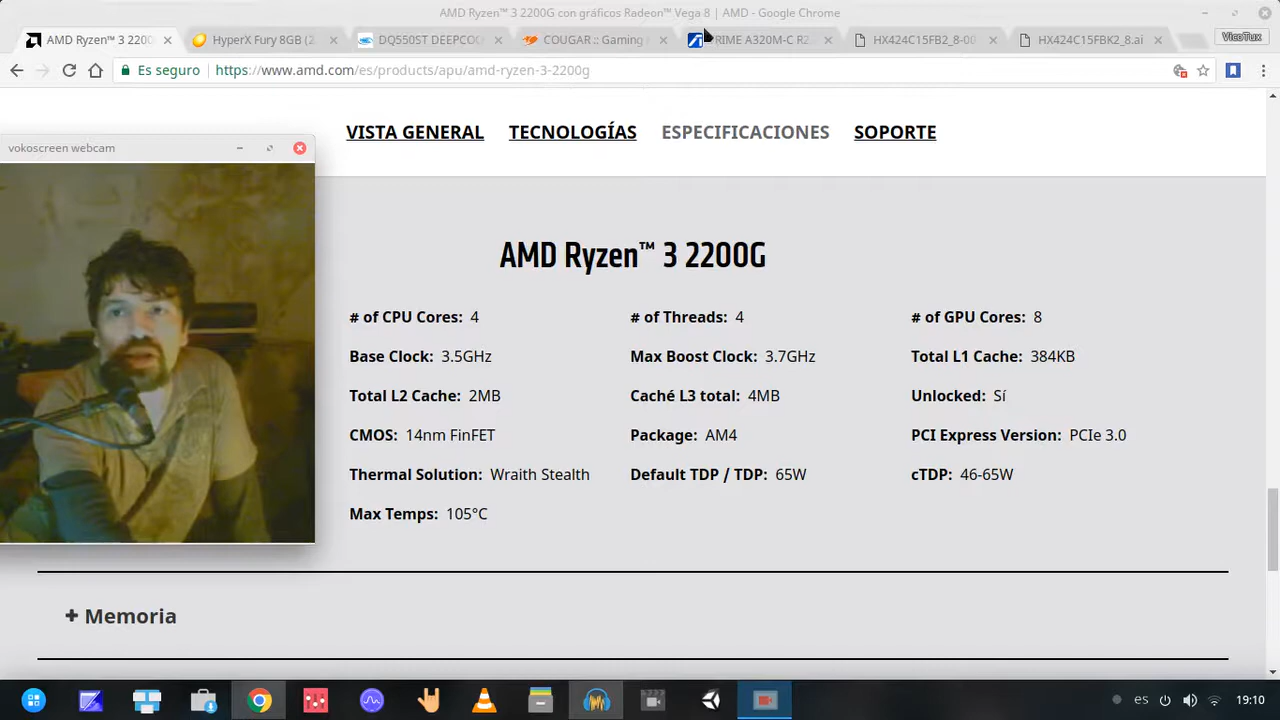 AMD Ryzen™ 3 2200G con gráficos Radeon™ Vega 8 | AMD - Google Chrome
AMD Ryzen™ 3 2200
HyperX Fury 8GB (2
DQ550ST DEEPCOO
COUGAR :: Gaming
RIME A320M-C R2
HX424C15FB2_8-00
HX424C15FBK2_8.ai
VicoTux
Es seguro
https://www.amd.com/es/products/apu/amd-ryzen-3-2200g
VISTA GENERAL
TECNOLOGÍAS
ESPECIFICACIONES
SOPORTE
vokoscreen webcam
AMD Ryzen™ 3 2200G
# of CPU Cores: 4
# of Threads: 4
# of GPU Cores: 8
Base Clock: 3.5GHz
Max Boost Clock: 3.7GHz
Total L1 Cache: 384KB
Total L2 Cache: 2MB
Caché L3 total: 4MB
Unlocked: Sí
CMOS: 14nm FinFET
Package: AM4
PCI Express Version: PCIe 3.0
Thermal Solution: Wraith Stealth
Default TDP / TDP: 65W
cTDP: 46-65W
Max Temps: 105°C
+ Memoria
es
19:10